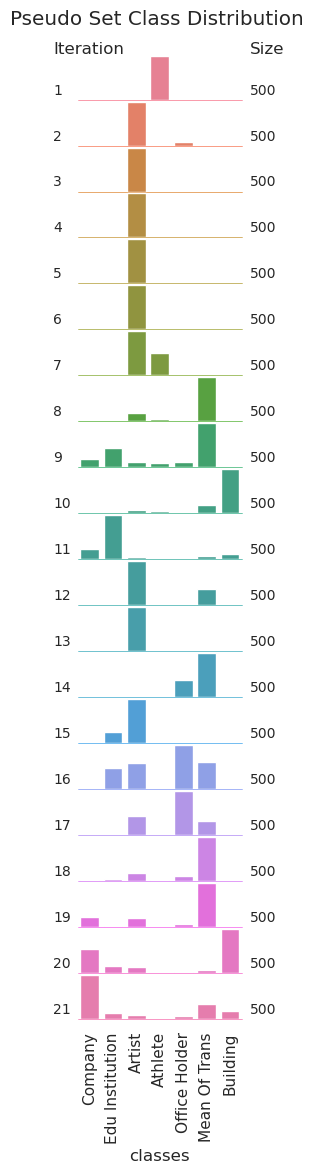 Pseudo Set Class Distribution
Iteration Size
1 500
2 500
3 500
4 500
5 500
6 500
7 500
8 500
9 500
10 500
11 500
12 500
13 500
14 500
15 500
16 500
17 500
18 500
19 500
20 500
21 500
Company
Edu Institution
Artist
Athlete
Office Holder
Mean Of Trans
Building
classes